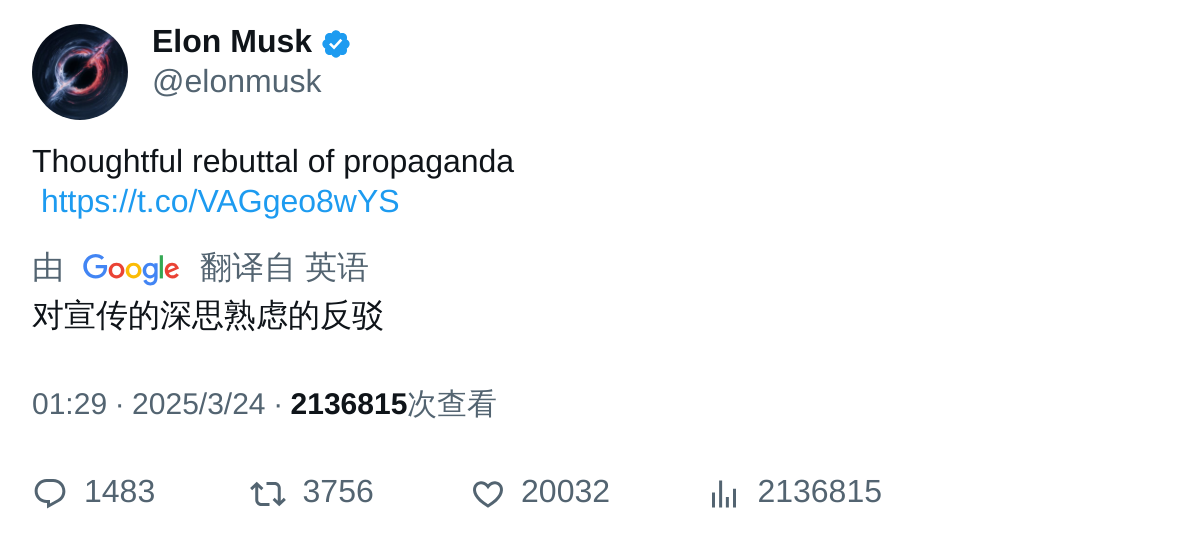 Elon Musk
@elonmusk
Thoughtful rebuttal of propaganda
https://t.co/VAGgeo8wYS
由 Google 翻译自 英语
对宣传的深思熟虑的反驳
01:29 · 2025/3/24 · 2136815次查看
1483 3756 20032 2136815